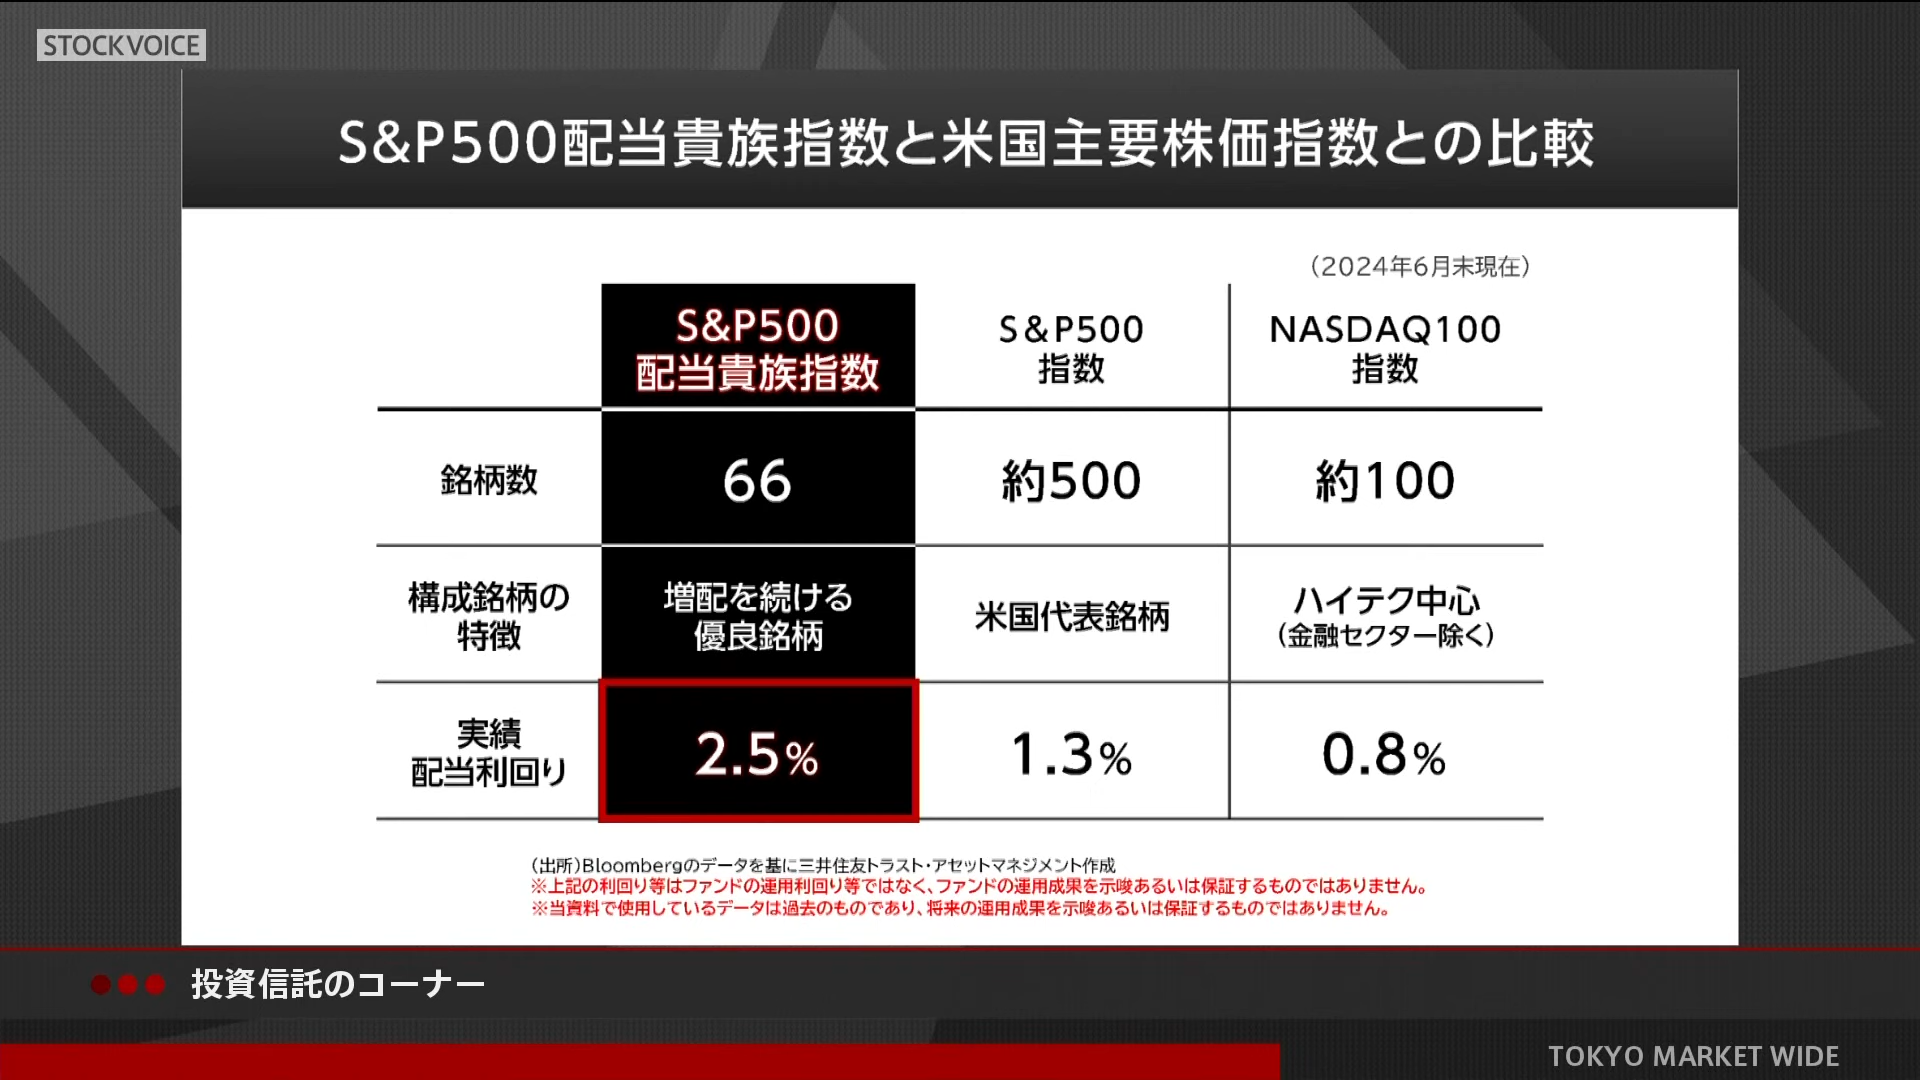 STOCKVOICE
S&P500配当貴族指数と米国主要株価指数との比較
（2024年6月末現在）
S&P500
配当貴族指数
S&P500
指数
NASDAQ100
指数
銘柄数
66
約500
約100
構成銘柄の
特徴
増配を続ける
優良銘柄
米国代表銘柄
ハイテク中心
（金融セクター除く）
実績
配当利回り
2.5%
1.3%
0.8%
（出所）Bloombergのデータを基に三井住友トラスト・アセットマネジメント作成
※上記の利回り等はファンドの運用利回り等ではなく、ファンドの運用成果を示唆あるいは保証するものではありません。
※当資料で使用しているデータは過去のものであり、将来の運用成果を示唆あるいは保証するものではありません。
投資信託のコーナー
TOKYO MARKET WIDE